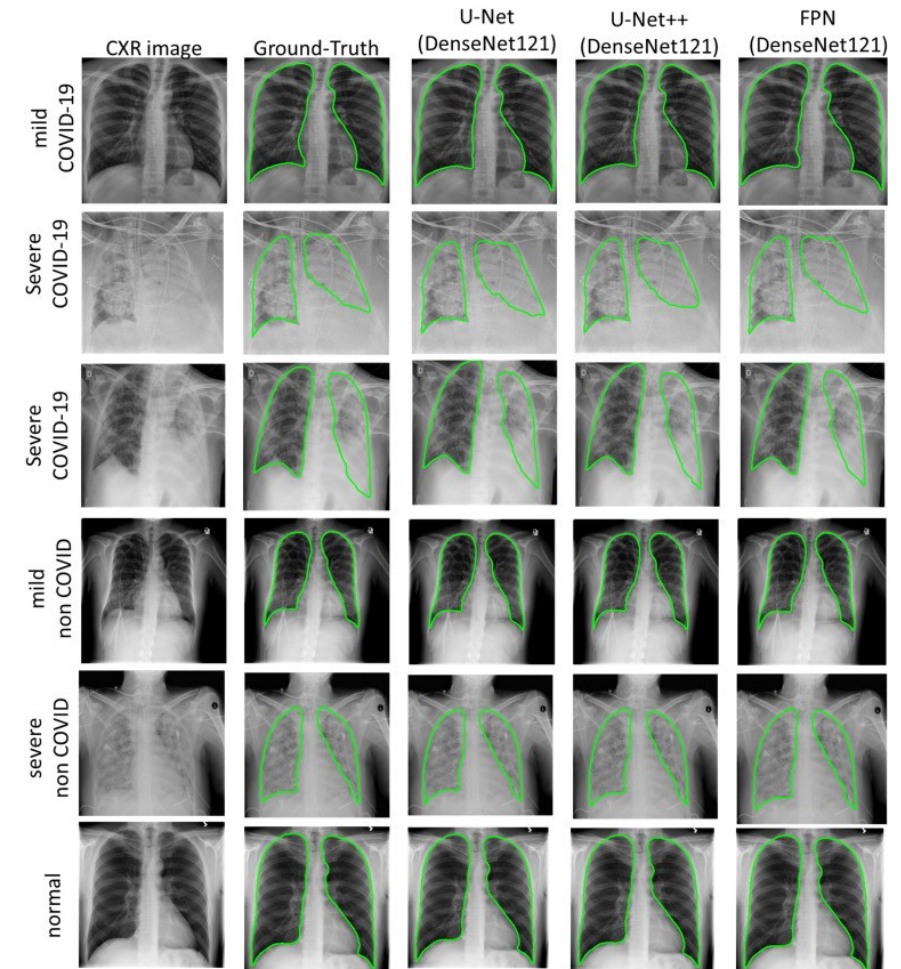 CXR image
Ground-Truth
U-Net
(DenseNet121)
U-Net++
(DenseNet121)
FPN
(DenseNet121)
mild
COVID-19
Severe
COVID-19
Severe
COVID-19
D
D
D
D
D
mild
non COVID
severe
non COVID
normal